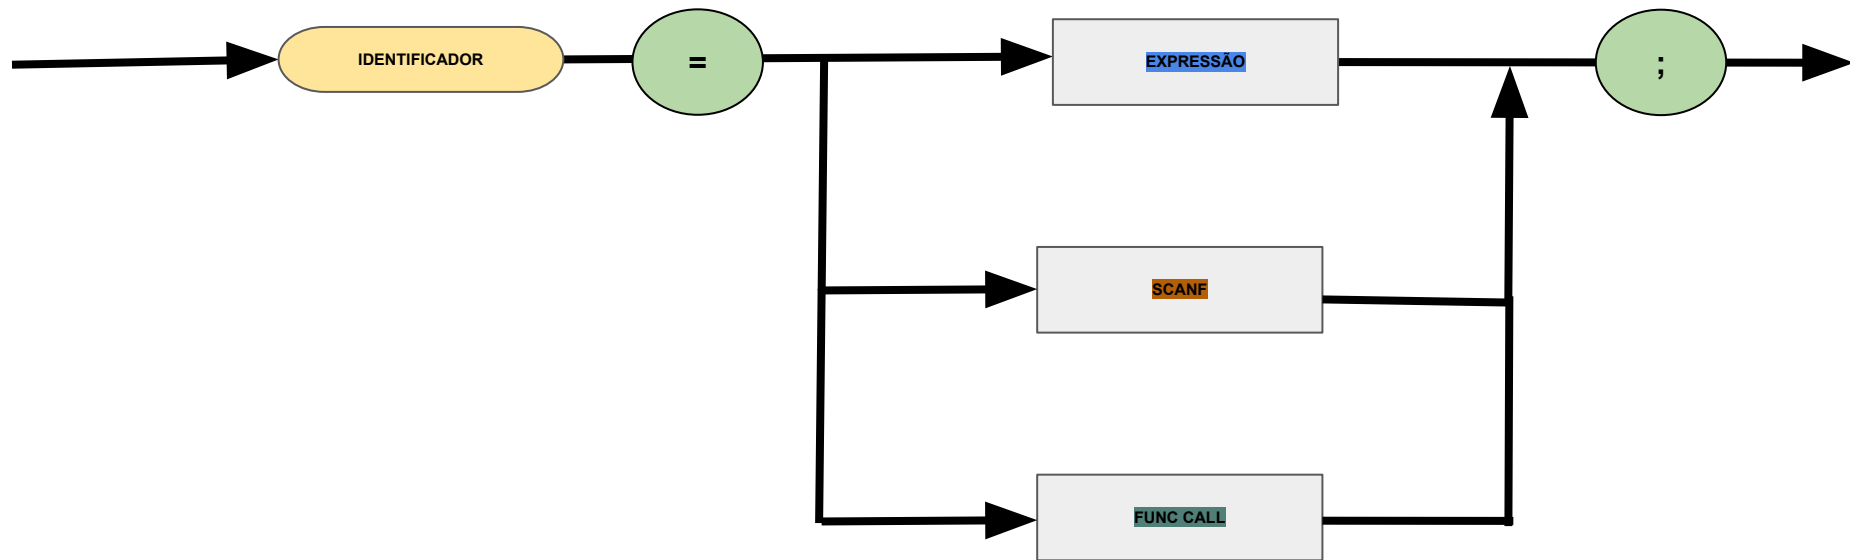 IDENTIFICADOR
=
EXPRESSÃO
;
SCANF
FUNC CALL